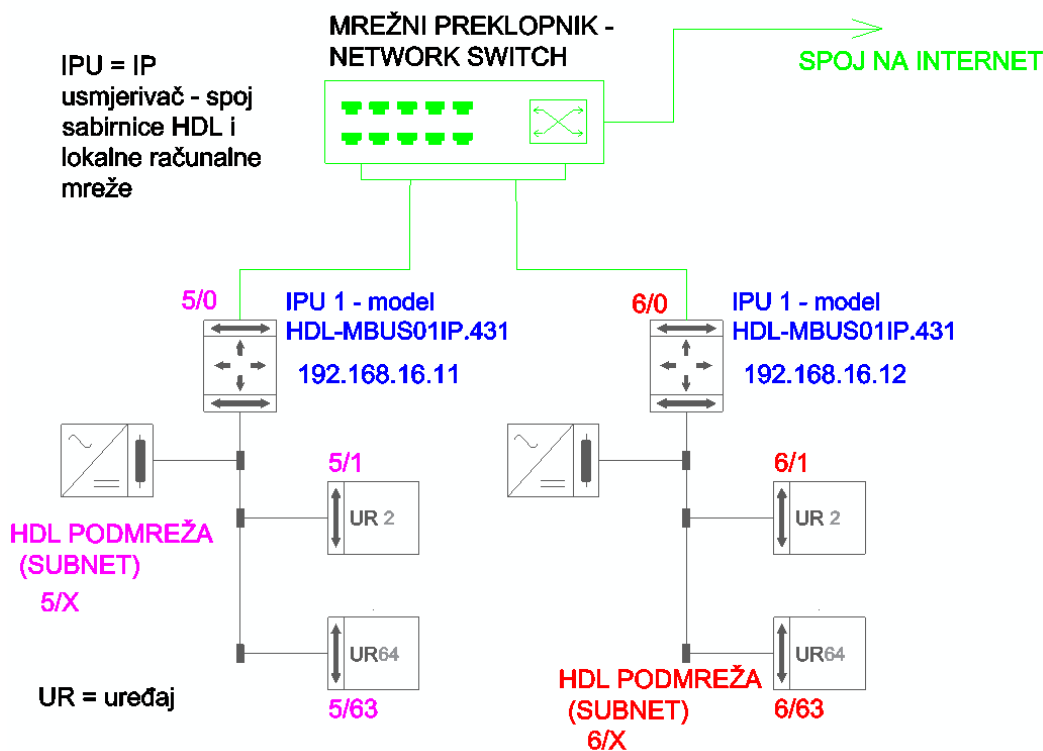 MREŽNI PREKLOPNIK -
NETWORK SWITCH
SPOJ NA INTERNET
IPU = IP
usmjerivač - spoj
sabirnice HDL i
lokalne računalne
mreže
5/0
IPU 1 - model
HDL-MBUS01IP.431
192.168.16.11
6/0
IPU 1 - model
HDL-MBUS01IP.431
192.168.16.12
5/1
UR 2
HDL PODMREŽA
(SUBNET)
5/X
UR64
5/63
6/1
UR 2
UR64
HDL PODMREŽA
(SUBNET)
6/X
6/63
UR = uređaj